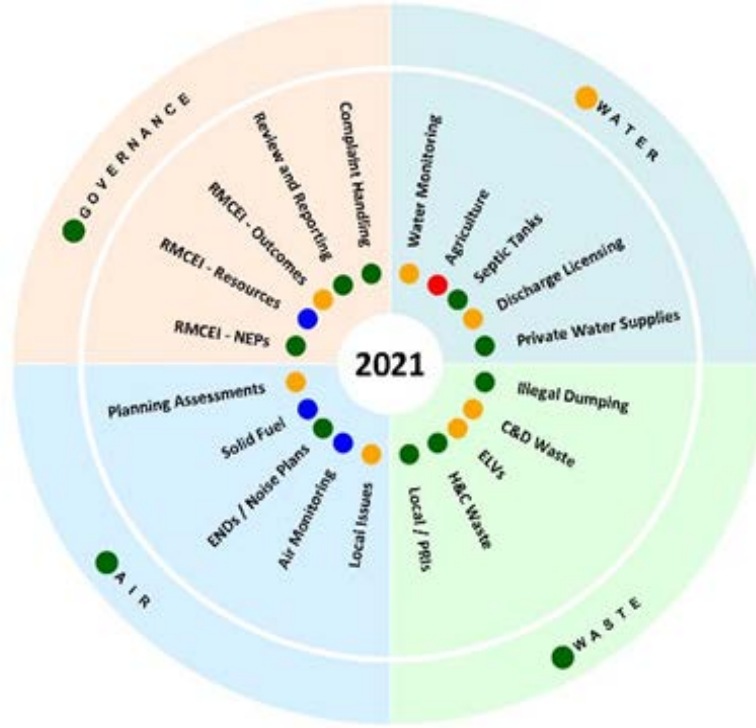 GOVERNANCE
Complaint Handling
Review and Reporting
RMCEI - Outcomes
RMCEI - Resources
RMCEI - NEPs
WATER
Water Monitoring
Agriculture
Septic Tanks
Discharge Licensing
Private Water Supplies
2021
AIR
Planning Assessments
Solid Fuel
ENDs / Noise Plans
Air Monitoring
Local Issues
WASTE
Illegal Dumping
C&D Waste
ELVs
H&C Waste
Local / PRIs